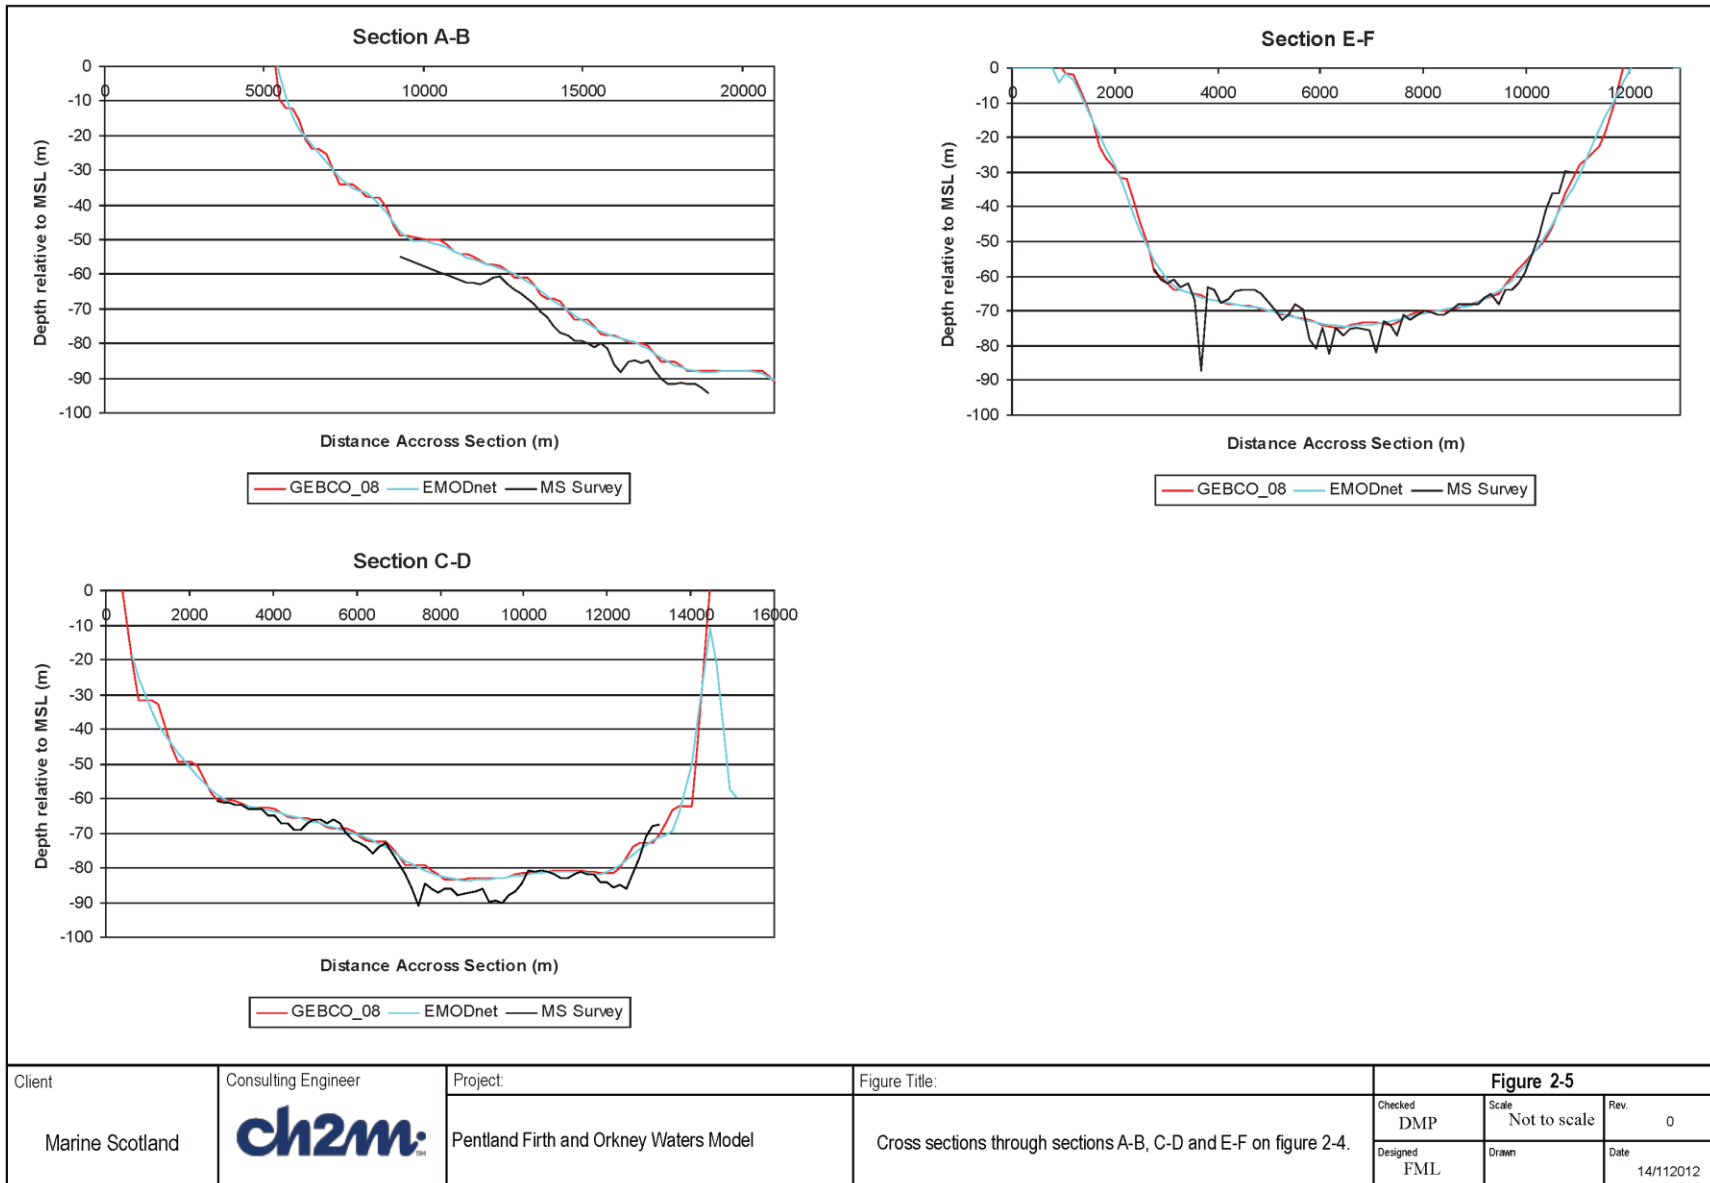 Section A-B
0
-10
-20
-30
-40
-50
-60
-70
-80
-90
-100
0
5000
10000
15000
20000
Depth relative to MSL (m)
Distance Accross Section (m)
GEBCO_08 EMODnet MS Survey
Section E-F
0
-10
-20
-30
-40
-50
-60
-70
-80
-90
-100
0
2000
4000
6000
8000
10000
12000
Depth relative to MSL (m)
Distance Accross Section (m)
GEBCO_08 EMODnet MS Survey
Section C-D
0
-10
-20
-30
-40
-50
-60
-70
-80
-90
-100
0
2000
4000
6000
8000
10000
12000
14000
16000
Depth relative to MSL (m)
Distance Accross Section (m)
GEBCO_08 EMODnet MS Survey
Client
Marine Scotland
Consulting Engineer
ch2m:
SM
Project:
Pentland Firth and Orkney Waters Model
Figure Title:
Cross sections through sections A-B, C-D and E-F on figure 2-4.
Figure 2-5
Checked
DMP
Scale
Not to scale
Rev.
0
Designed
FML
Drawn
Date
14/112012